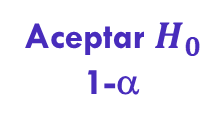 Aceptar H₀
1-α